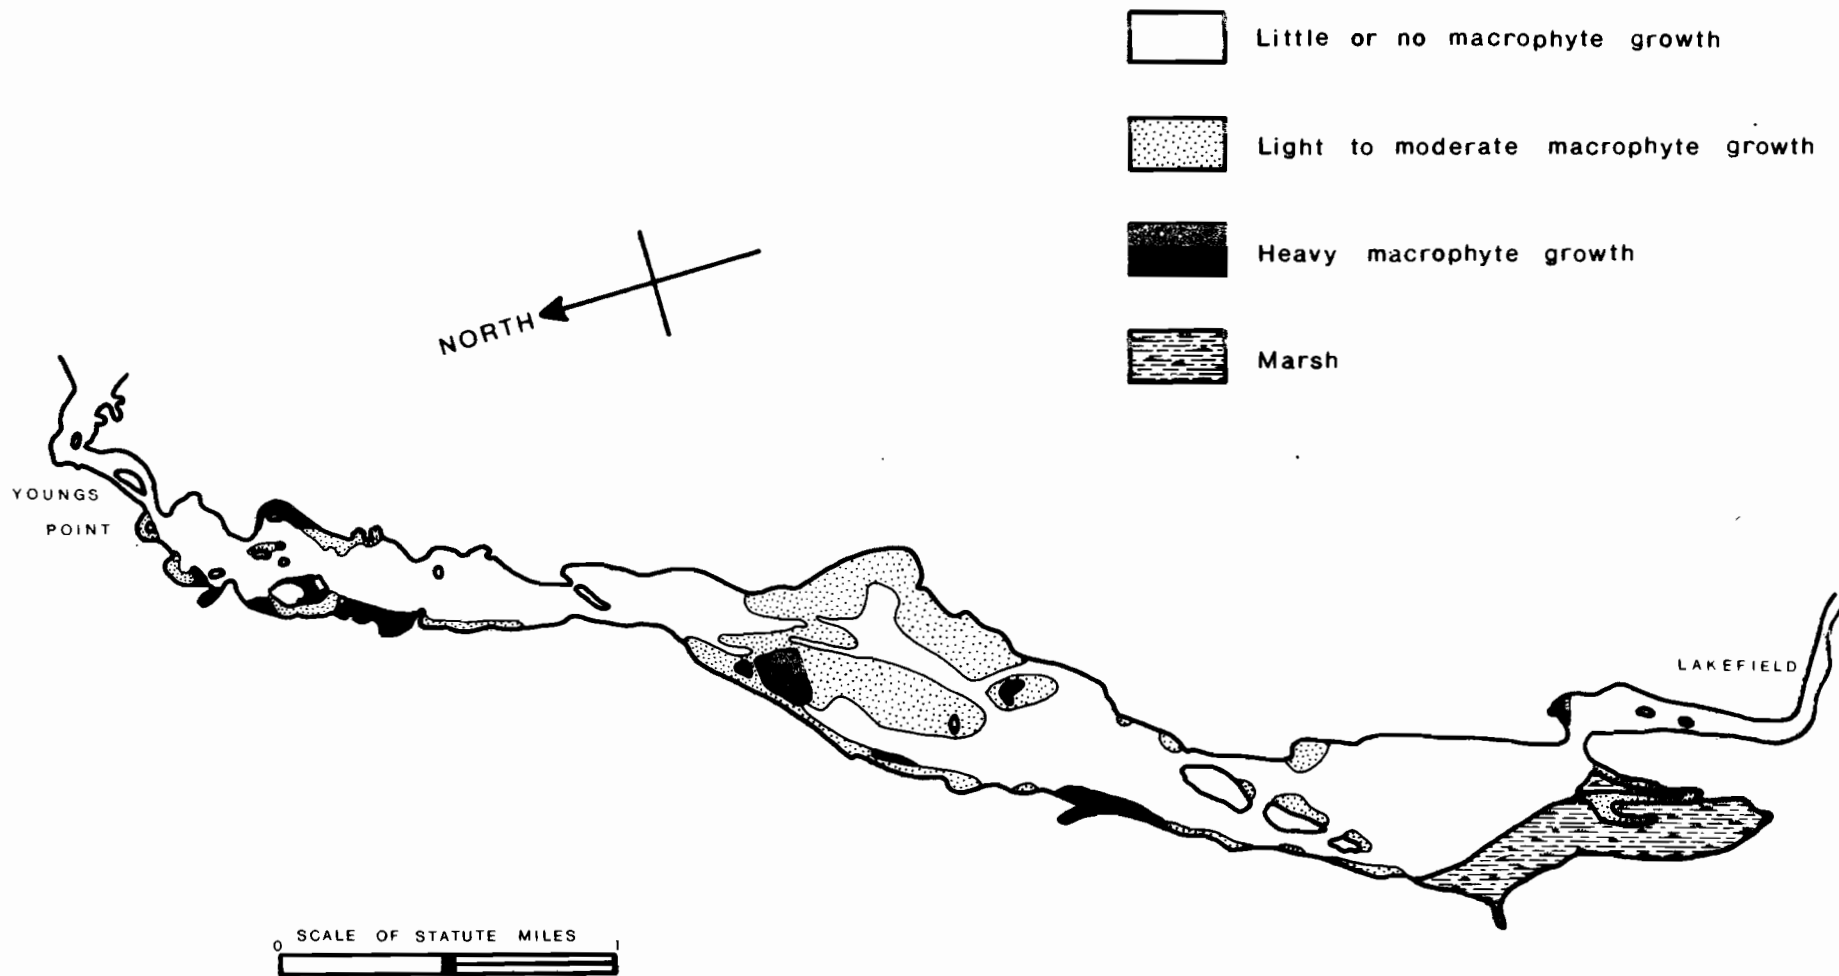 Little or no macrophyte growth
Light to moderate macrophyte growth
Heavy macrophyte growth
Marsh
NORTH
YOUNGS
POINT
LAKEFIELD
SCALE OF STATUTE MILES
0 1